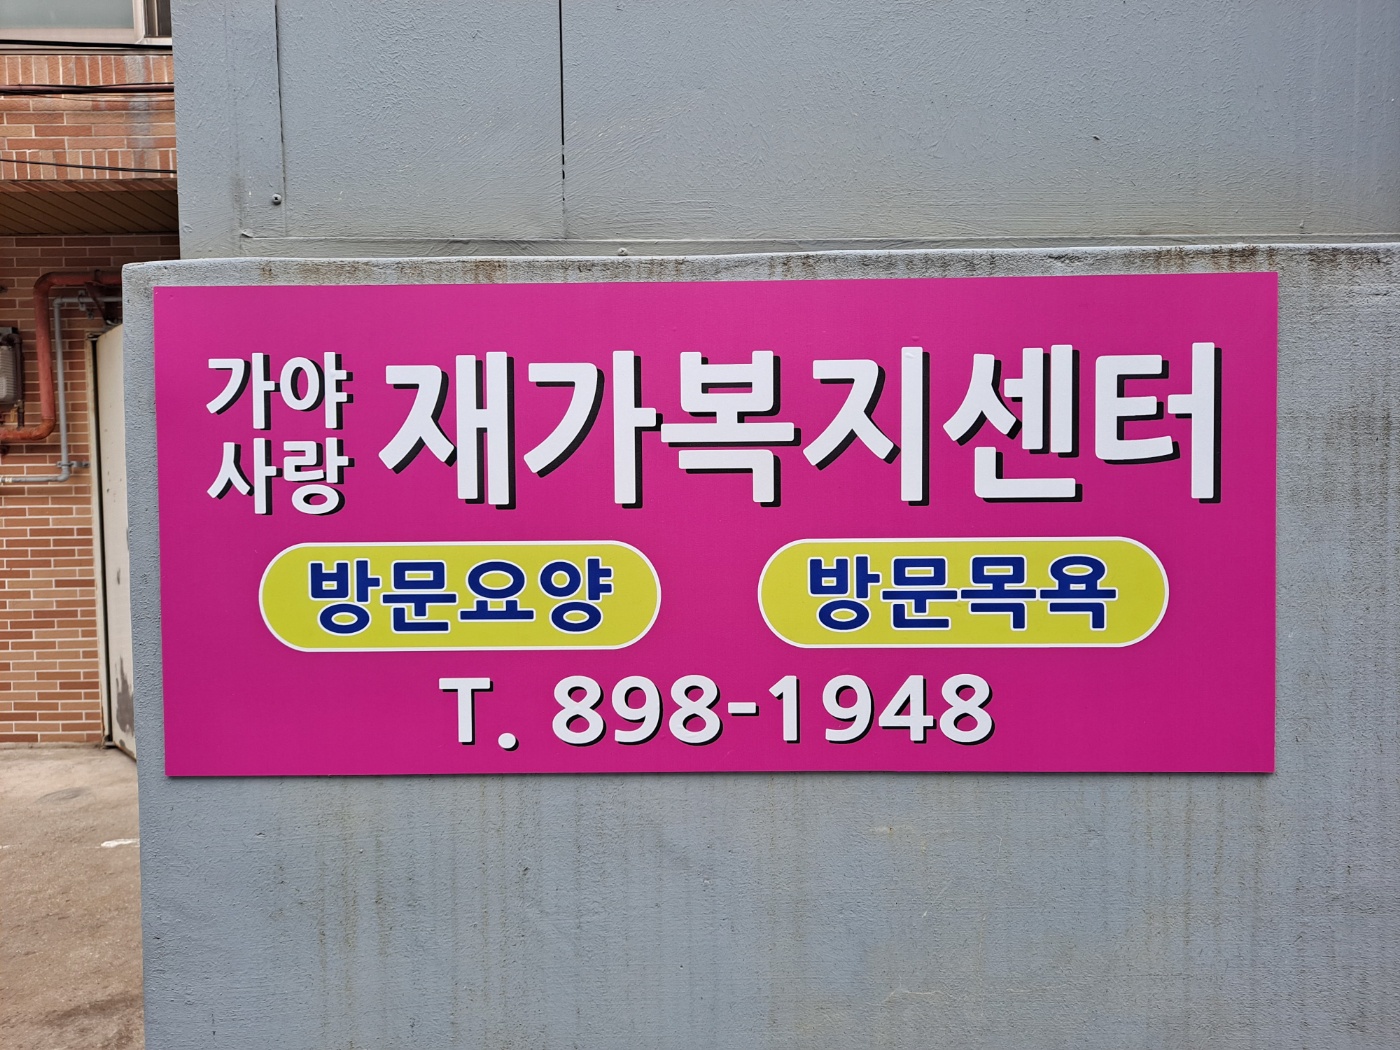 가야사랑 재가복지센터
방문요양 방문목욕
T. 898-1948